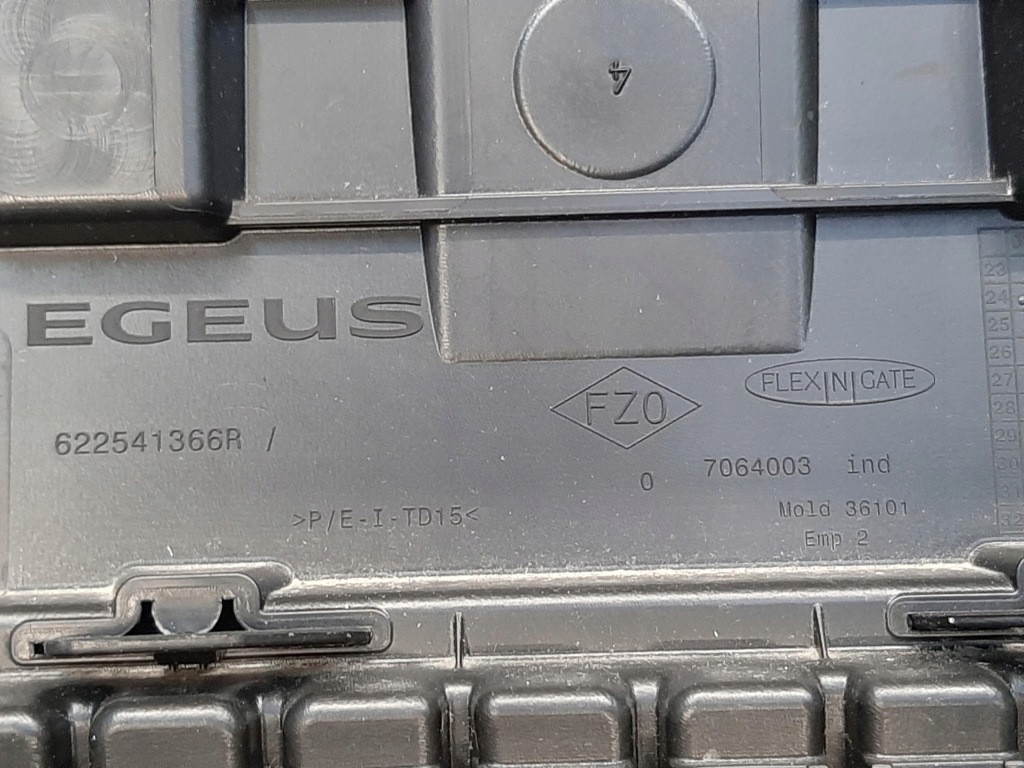 4
EGEUS
FLEX|N|GATE
FZ0
622541366R /
0 7064003 ind
>P/E-I-TD15<
Mold 36101
Emp 2
23
24
25
26
27
28
29
30
31
32